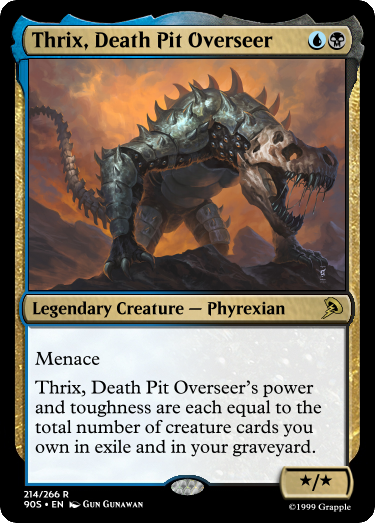 Thrix, Death Pit Overseer
Legendary Creature — Phyrexian
Menace
Thrix, Death Pit Overseer's power
and toughness are each equal to the
total number of creature cards you
own in exile and in your graveyard.
★/★
214/266 R
90S • EN GUN GUNAWAN
©1999 Grapple